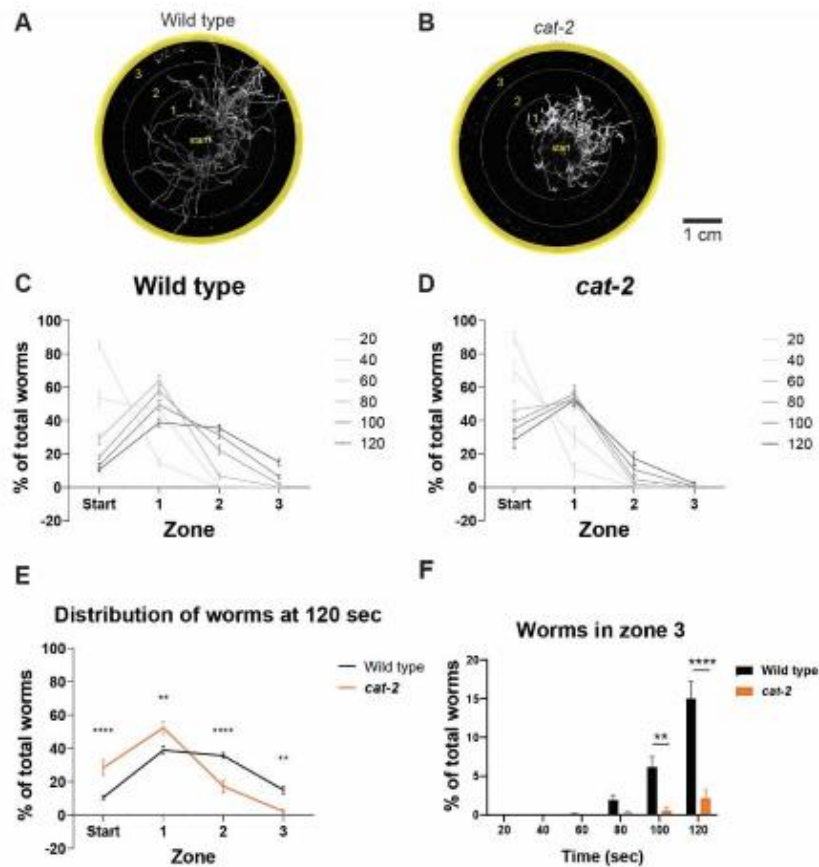 A
Wild type
3
2
1
start
B
cat-2
3
2
1
start
1 cm
C
Wild type
% of total worms
100
80
60
40
20
0
-20
Start 1 2 3
Zone
20
40
60
80
100
120
D
cat-2
% of total worms
100
80
60
40
20
0
-20
Start 1 2 3
Zone
20
40
60
80
100
120
E
Distribution of worms at 120 sec
% of total worms
100
80
60
40
20
0
-20
****
**
****
**
Start 1 2 3
Zone
Wild type
cat-2
F
Worms in zone 3
% of total worms
20
15
10
5
0
**
****
20 40 60 80 100 120
Time (sec)
Wild type
cat-2